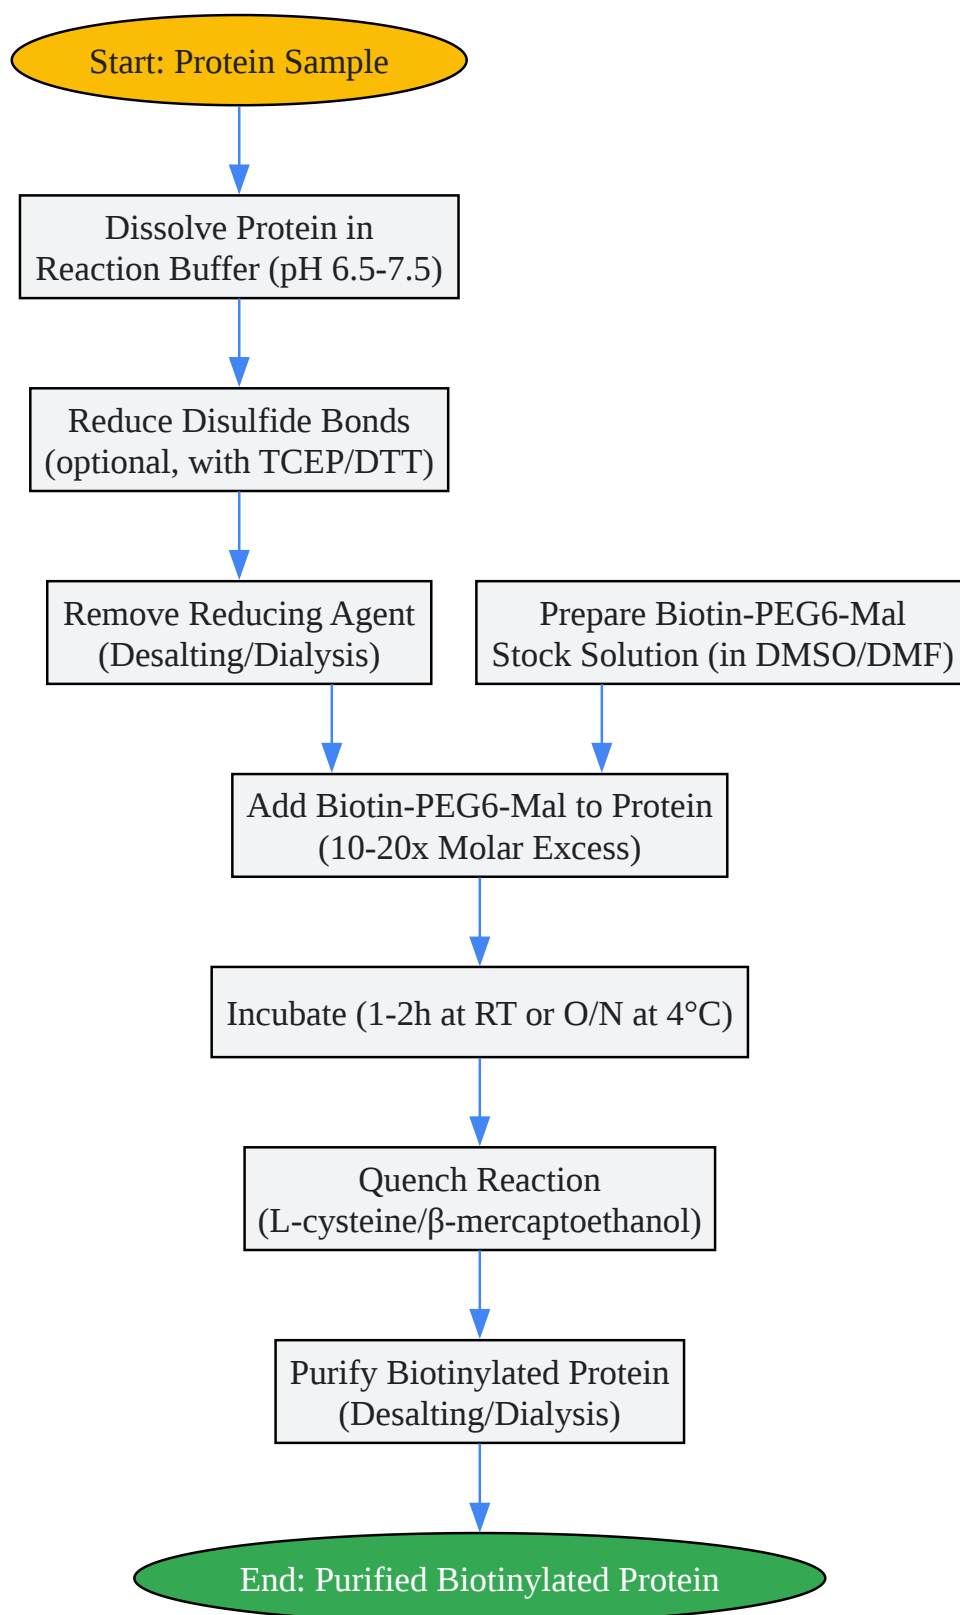 Start: Protein Sample
Dissolve Protein in
Reaction Buffer (pH 6.5-7.5)
Reduce Disulfide Bonds
(optional, with TCEP/DTT)
Remove Reducing Agent
(Desalting/Dialysis)
Prepare Biotin-PEG6-Mal
Stock Solution (in DMSO/DMF)
Add Biotin-PEG6-Mal to Protein
(10-20x Molar Excess)
Incubate (1-2h at RT or O/N at 4°C)
Quench Reaction
(L-cysteine/β-mercaptoethanol)
Purify Biotinylated Protein
(Desalting/Dialysis)
End: Purified Biotinylated Protein